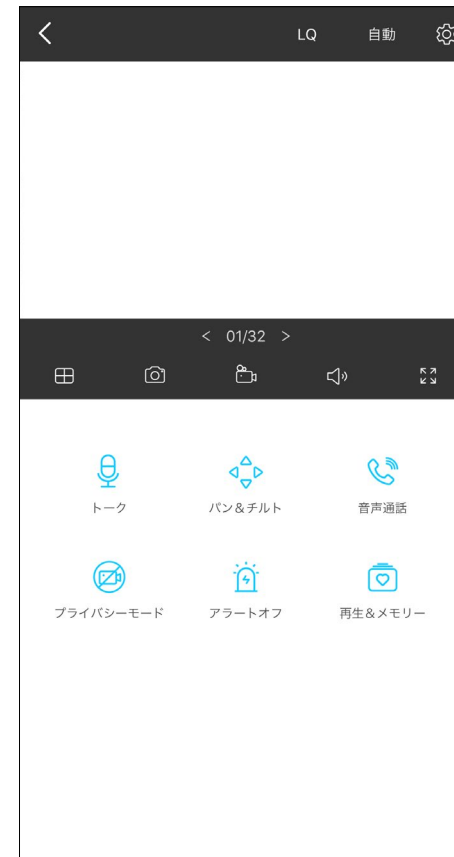 LQ 自動
< 01/32 >
トーク パン&チルト 音声通話
プライバシーモード アラートオフ 再生&メモリー